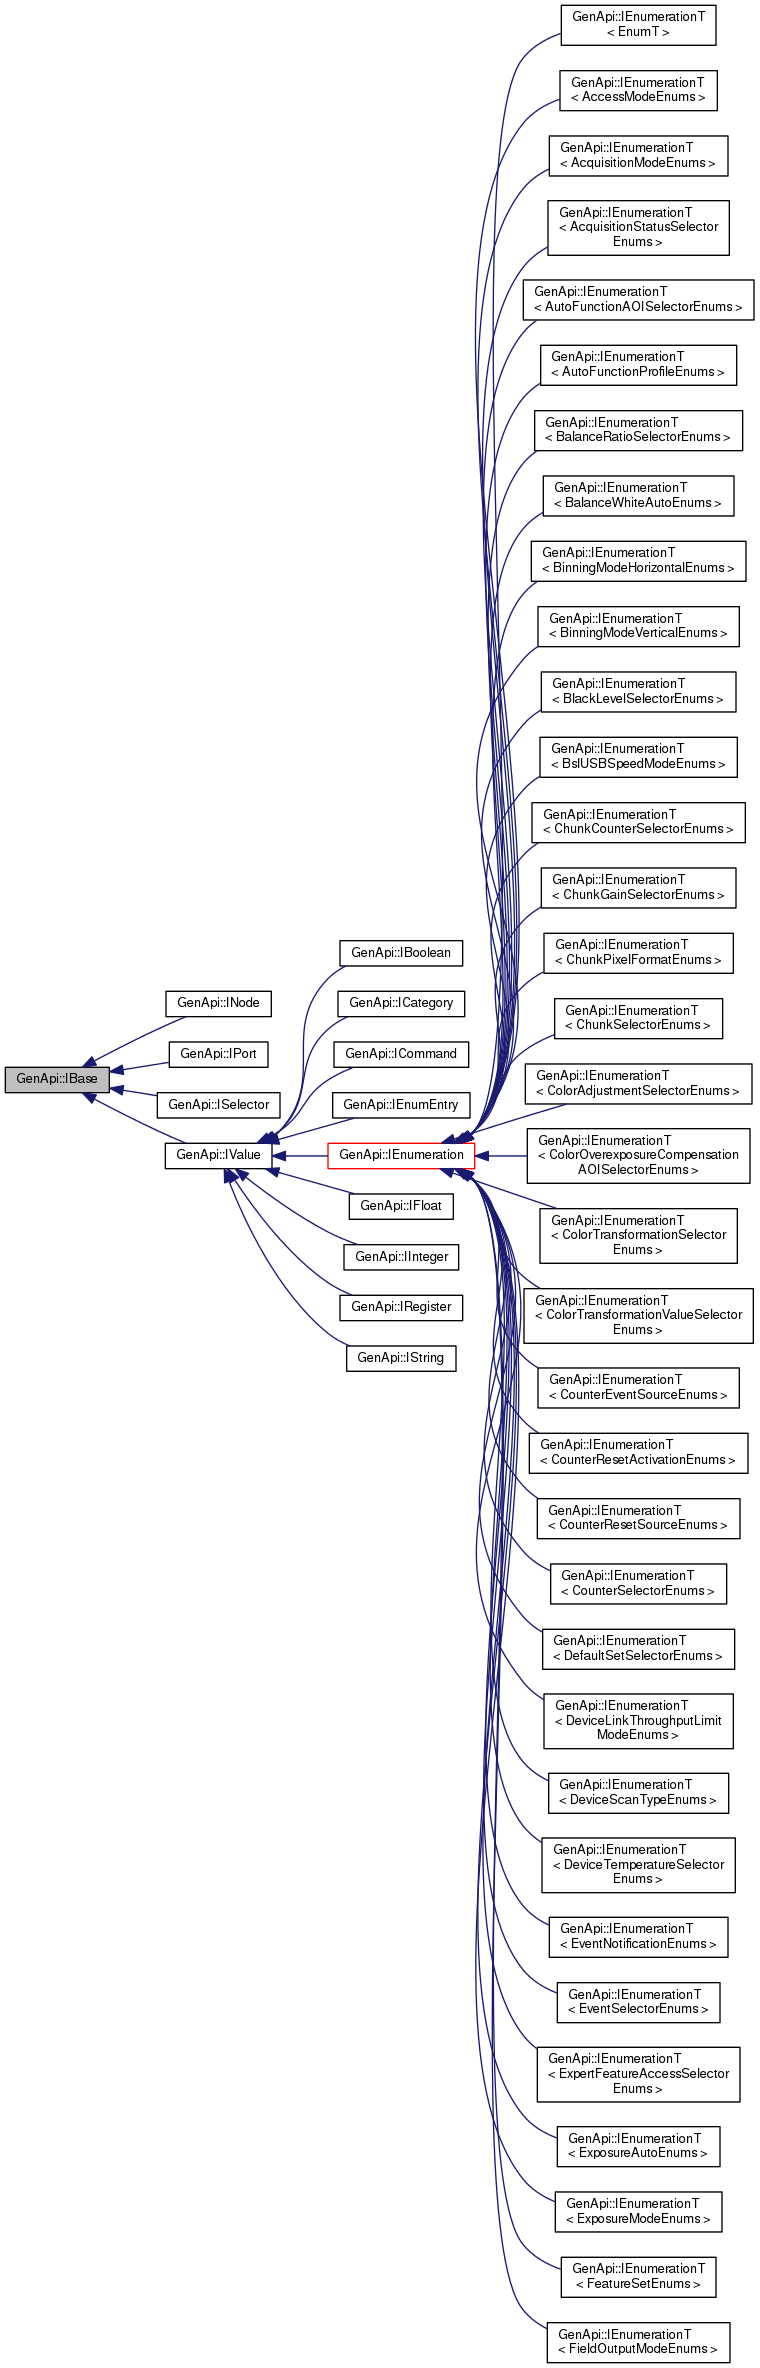 GenApi::IEnumerationT
< EnumT >
GenApi::IEnumerationT
< AccessModeEnums >
GenApi::IEnumerationT
< AcquisitionModeEnums >
GenApi::IEnumerationT
< AcquisitionStatusSelector
Enums >
GenApi::IEnumerationT
< AutoFunctionAOISelectorEnums >
GenApi::IEnumerationT
< AutoFunctionProfileEnums >
GenApi::IEnumerationT
< BalanceRatioSelectorEnums >
GenApi::IEnumerationT
< BalanceWhiteAutoEnums >
GenApi::IEnumerationT
< BinningModeHorizontalEnums >
GenApi::IEnumerationT
< BinningModeVerticalEnums >
GenApi::IEnumerationT
< BlackLevelSelectorEnums >
GenApi::IEnumerationT
< BslUSBSpeedModeEnums >
GenApi::IEnumerationT
< ChunkCounterSelectorEnums >
GenApi::IEnumerationT
< ChunkGainSelectorEnums >
GenApi::IEnumerationT
< ChunkPixelFormatEnums >
GenApi::IEnumerationT
< ChunkSelectorEnums >
GenApi::IEnumerationT
< ColorAdjustmentSelectorEnums >
GenApi::IEnumerationT
< ColorOverexposureCompensation
AOISelectorEnums >
GenApi::IEnumerationT
< ColorTransformationSelector
Enums >
GenApi::IEnumerationT
< ColorTransformationValueSelector
Enums >
GenApi::IEnumerationT
< CounterEventSourceEnums >
GenApi::IEnumerationT
< CounterResetActivationEnums >
GenApi::IEnumerationT
< CounterResetSourceEnums >
GenApi::IEnumerationT
< CounterSelectorEnums >
GenApi::IEnumerationT
< DefaultSetSelectorEnums >
GenApi::IEnumerationT
< DeviceLinkThroughputLimit
ModeEnums >
GenApi::IEnumerationT
< DeviceScanTypeEnums >
GenApi::IEnumerationT
< DeviceTemperatureSelector
Enums >
GenApi::IEnumerationT
< EventNotificationEnums >
GenApi::IEnumerationT
< EventSelectorEnums >
GenApi::IEnumerationT
< ExpertFeatureAccessSelector
Enums >
GenApi::IEnumerationT
< ExposureAutoEnums >
GenApi::IEnumerationT
< ExposureModeEnums >
GenApi::IEnumerationT
< FeatureSetEnums >
GenApi::IEnumerationT
< FieldOutputModeEnums >
GenApi::IBoolean
GenApi::ICategory
GenApi::ICommand
GenApi::IEnumEntry
GenApi::IEnumeration
GenApi::IFloat
GenApi::IInteger
GenApi::IRegister
GenApi::IString
GenApi::INode
GenApi::IPort
GenApi::ISelector
GenApi::IValue
GenApi::IBase